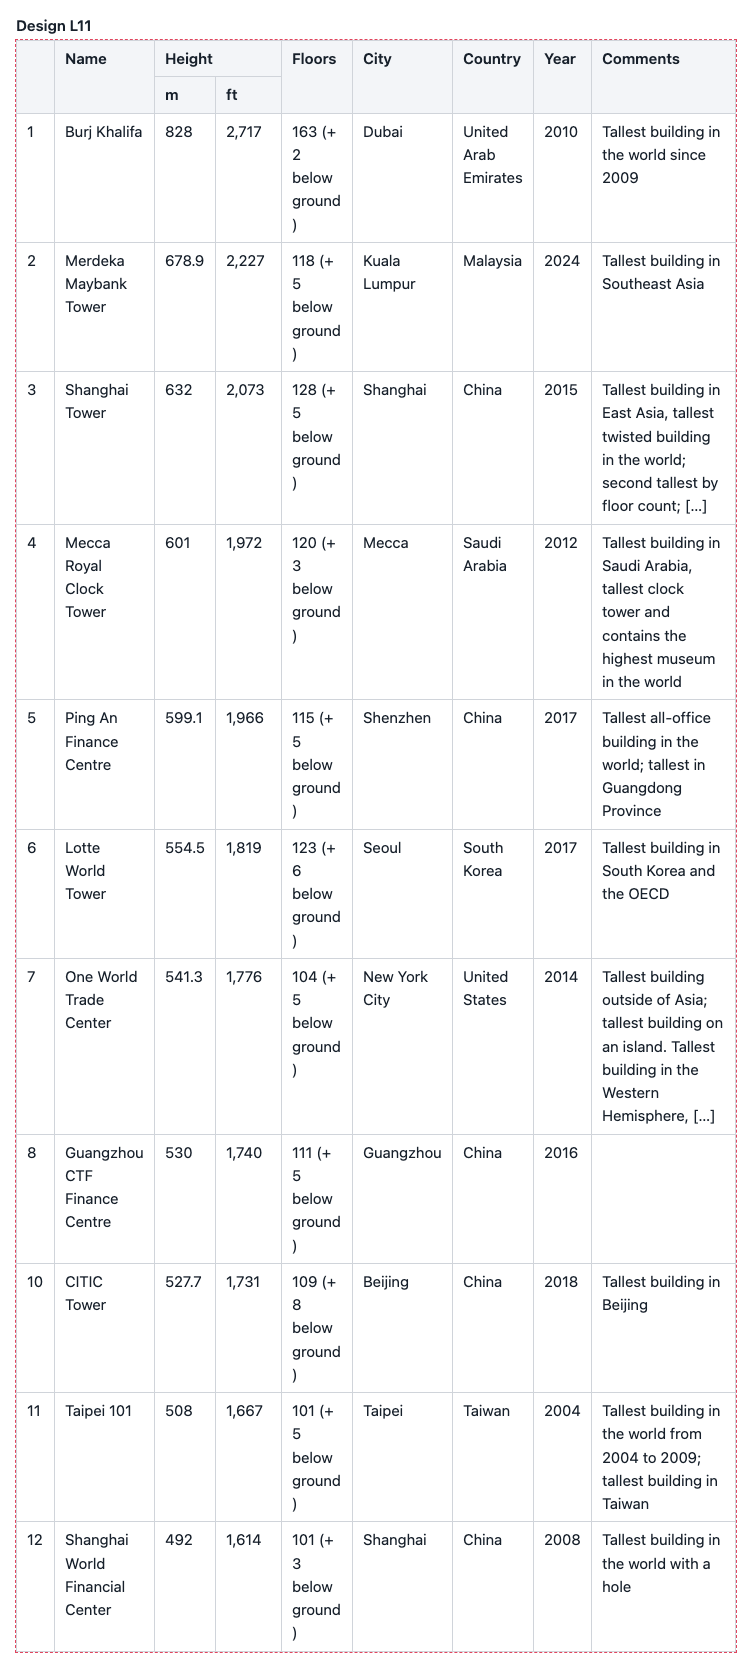 Design L11
Name Height Floors City Country Year Comments
m ft
1 Burj Khalifa 828 2,717 163 (+ Dubai United 2010 Tallest building in
2 Arab the world since
below Emirates 2009
ground
)
2 Merdeka 678.9 2,227 118 (+ Kuala Malaysia 2024 Tallest building in
Maybank 5 Lumpur Southeast Asia
Tower below
ground
)
3 Shanghai 632 2,073 128 (+ Shanghai China 2015 Tallest building in
Tower 5 East Asia, tallest
below twisted building
ground in the world;
) second tallest by
floor count; [...]
4 Mecca 601 1,972 120 (+ Mecca Saudi 2012 Tallest building in
Royal 3 Arabia Saudi Arabia,
Clock below tallest clock
Tower ground tower and
) contains the
highest museum
in the world
5 Ping An 599.1 1,966 115 (+ Shenzhen China 2017 Tallest all-office
Finance 5 building in the
Centre below world; tallest in
ground Guangdong
) Province
6 Lotte 554.5 1,819 123 (+ Seoul South 2017 Tallest building in
World 6 Korea South Korea and
Tower below the OECD
ground
)
7 One World 541.3 1,776 104 (+ New York United 2014 Tallest building
Trade 5 City States outside of Asia;
Center below tallest building on
ground an island. Tallest
) building in the
Western
Hemisphere, [...]
8 Guangzhou 530 1,740 111 (+ Guangzhou China 2016
CTF 5
Finance below
Centre ground
)
10 CITIC 527.7 1,731 109 (+ Beijing China 2018 Tallest building in
Tower 8 Beijing
below
ground
)
11 Taipei 101 508 1,667 101 (+ Taipei Taiwan 2004 Tallest building in
5 the world from
below 2004 to 2009;
ground tallest building in
) Taiwan
12 Shanghai 492 1,614 101 (+ Shanghai China 2008 Tallest building in
World 3 the world with a
Financial below hole
Center ground
)